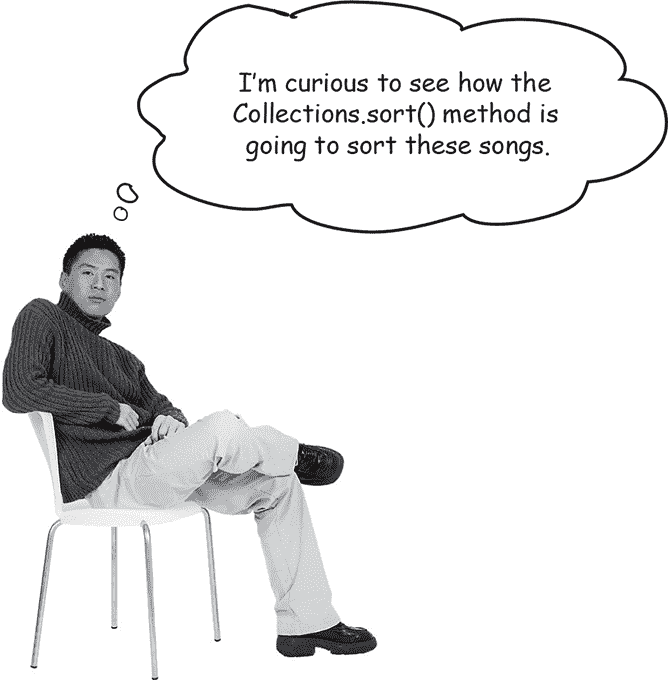 I'm curious to see how the
Collections.sort() method is
going to sort these songs.